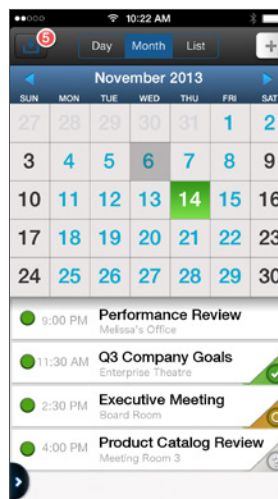 10:22 AM
5
Day Month List
+
November 2013
SUN MON TUE WED THU FRI SAT
27 28 29 30 31 1 2
3 4 5 6 7 8 9
10 11 12 13 14 15 16
17 18 19 20 21 22 23
24 25 26 27 28 29 30
9:00 PM Performance Review
Melissa's Office
11:30 AM Q3 Company Goals
Enterprise Theatre
2:30 PM Executive Meeting
Board Room
4:00 PM Product Catalog Review
Meeting Room 3